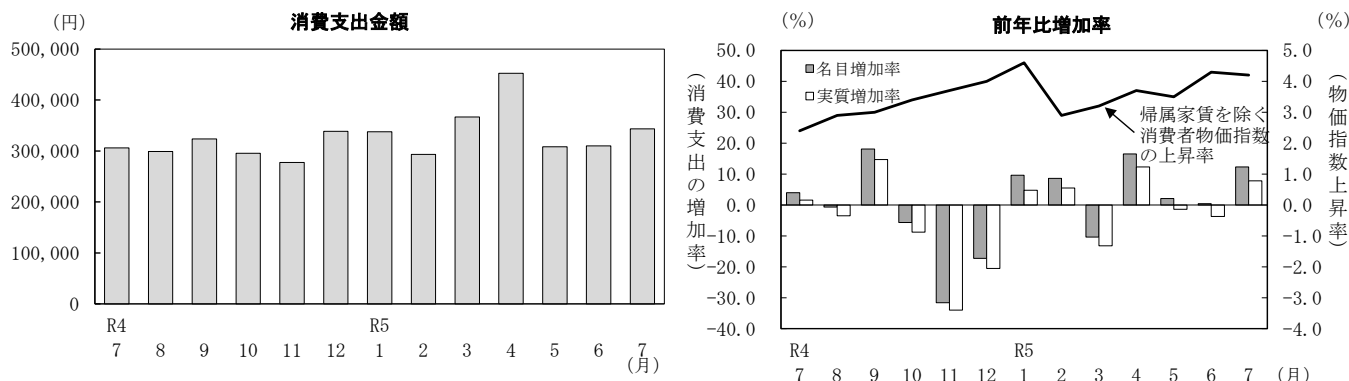 (円)
消費支出金額
500,000
400,000
300,000
200,000
100,000
0
R4
R5
7 8 9 10 11 12 1 2 3 4 5 6 7
(月)
(%)
前年比増加率
(%)
50.0
40.0
30.0
20.0
10.0
0.0
-10.0
-20.0
-30.0
-40.0
(消費支出の増加率)
名目増加率
実質増加率
帰属家賃を除く
消費者物価指数
の上昇率
5.0
4.0
3.0
2.0
1.0
0.0
-1.0
-2.0
-3.0
-4.0
(物価指数上昇率)
R4
R5
7 8 9 10 11 12 1 2 3 4 5 6 7 (月)